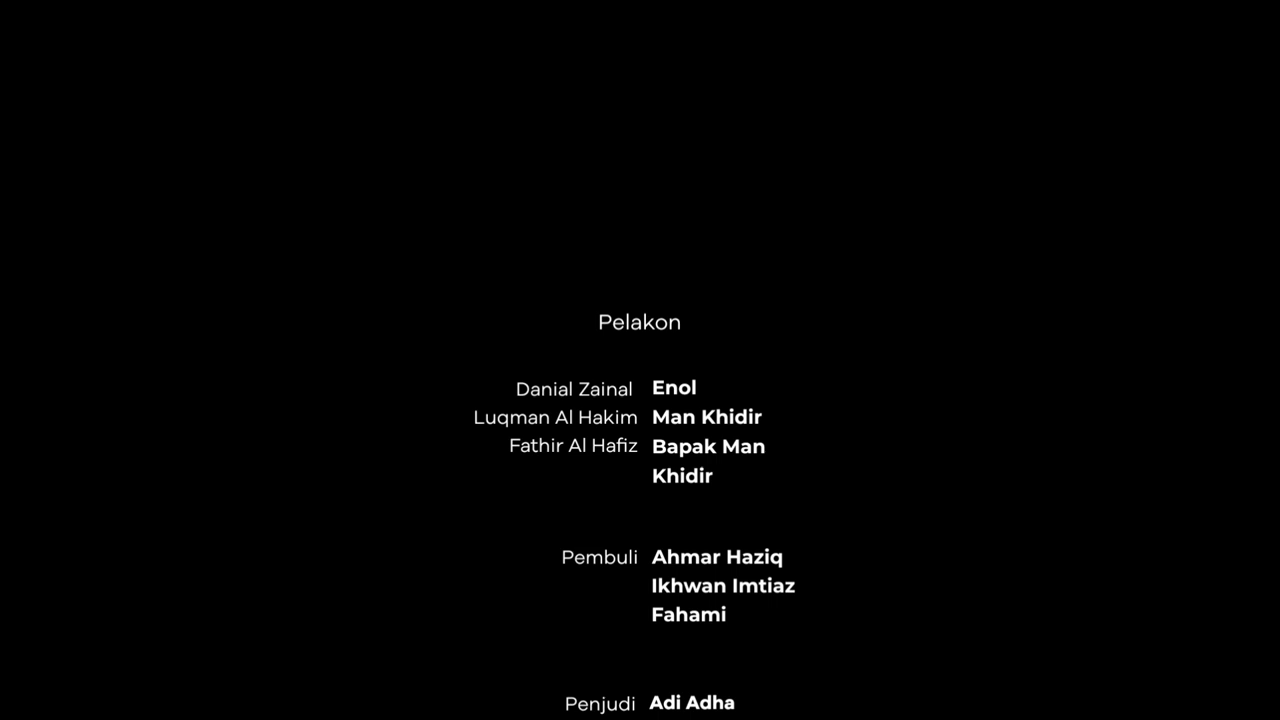 Pelakon
Danial Zainal Enol
Luqman Al Hakim Man Khidir
Fathir Al Hafiz Bapak Man
Khidir
Pembuli Ahmar Haziq
Ikhwan Imtiaz
Fahami
Penjudi Adi Adha